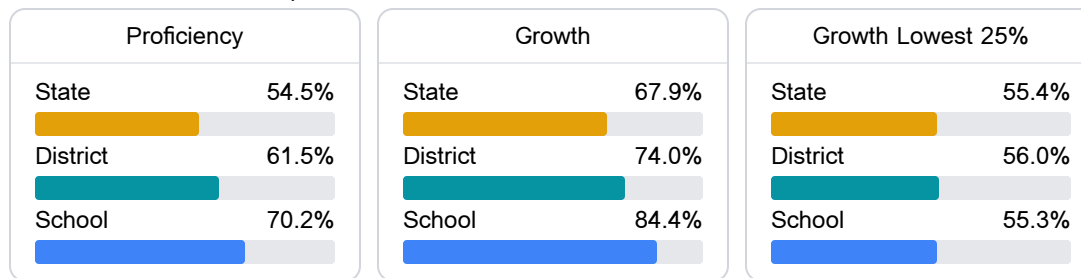 Proficiency
State 54.5%
District 61.5%
School 70.2%
Growth
State 67.9%
District 74.0%
School 84.4%
Growth Lowest 25%
State 55.4%
District 56.0%
School 55.3%